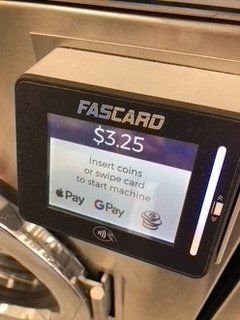 FASCARD
$3.25
Insert coins
or swipe card
to start machine
Pay GPay